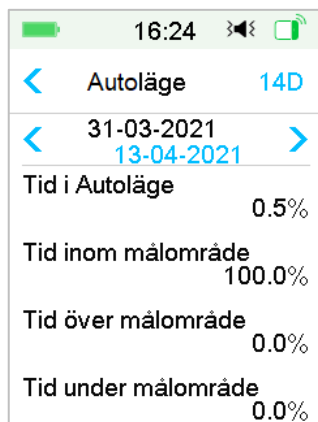 16:24
Autoläge 14D
31-03-2021
13-04-2021
Tid i Autoläge
0.5%
Tid inom målområde
100.0%
Tid över målområde
0.0%
Tid under målområde
0.0%